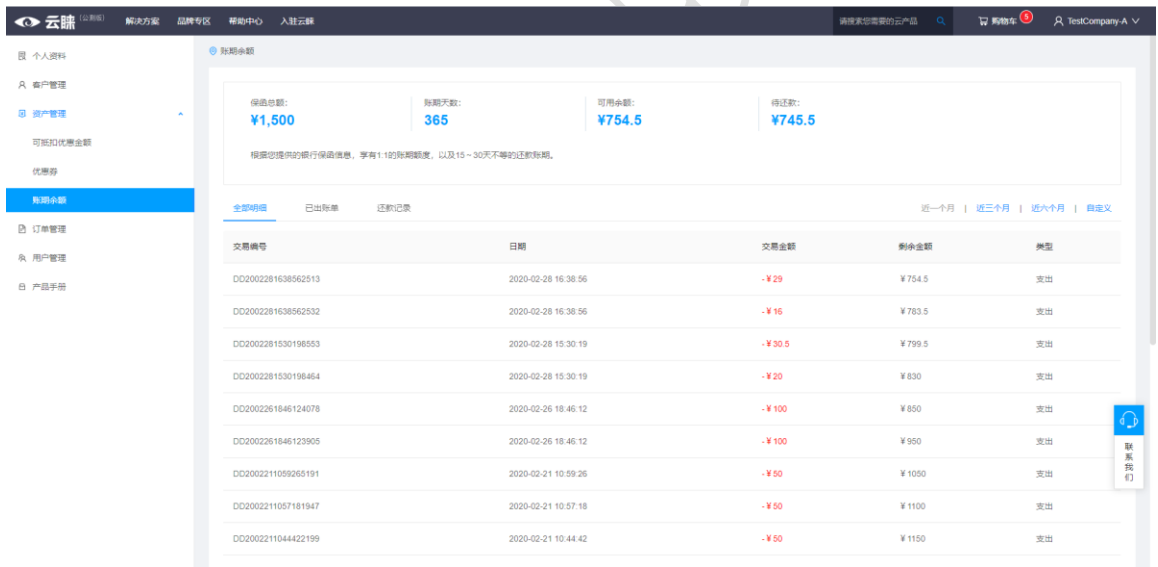 云睐 (公测版) 解决方案 品牌专区 帮助中心 入驻云睐 请搜索您需要的云产品 购物车 5 TestCompany-A
个人资料
客户管理
资产管理
可抵扣优惠金额
优惠券
账期余额
订单管理
用户管理
产品手册
账期余额
保函总额: 账期天数: 可用余额: 待还款:
¥1,500 365 ¥754.5 ¥745.5
根据您提供的银行保函信息，享有1:1的账期额度，以及15~30天不等的还款账期。
全部明细 已出账单 还款记录 近一个月 | 近三个月 | 近六个月 | 自定义
交易编号 日期 交易金额 剩余金额 类型
DD2002281638562513 2020-02-28 16:38:56 -¥29 ¥754.5 支出
DD2002281638562532 2020-02-28 16:38:56 -¥16 ¥783.5 支出
DD2002281530198553 2020-02-28 15:30:19 -¥30.5 ¥799.5 支出
DD2002281530198464 2020-02-28 15:30:19 -¥20 ¥830 支出
DD2002261846124078 2020-02-26 18:46:12 -¥100 ¥850 支出
DD2002261846123905 2020-02-26 18:46:12 -¥100 ¥950 支出
DD2002211059265191 2020-02-21 10:59:26 -¥50 ¥1050 支出
DD2002211057181947 2020-02-21 10:57:18 -¥50 ¥1100 支出
DD2002211044422199 2020-02-21 10:44:42 -¥50 ¥1150 支出
联系我们